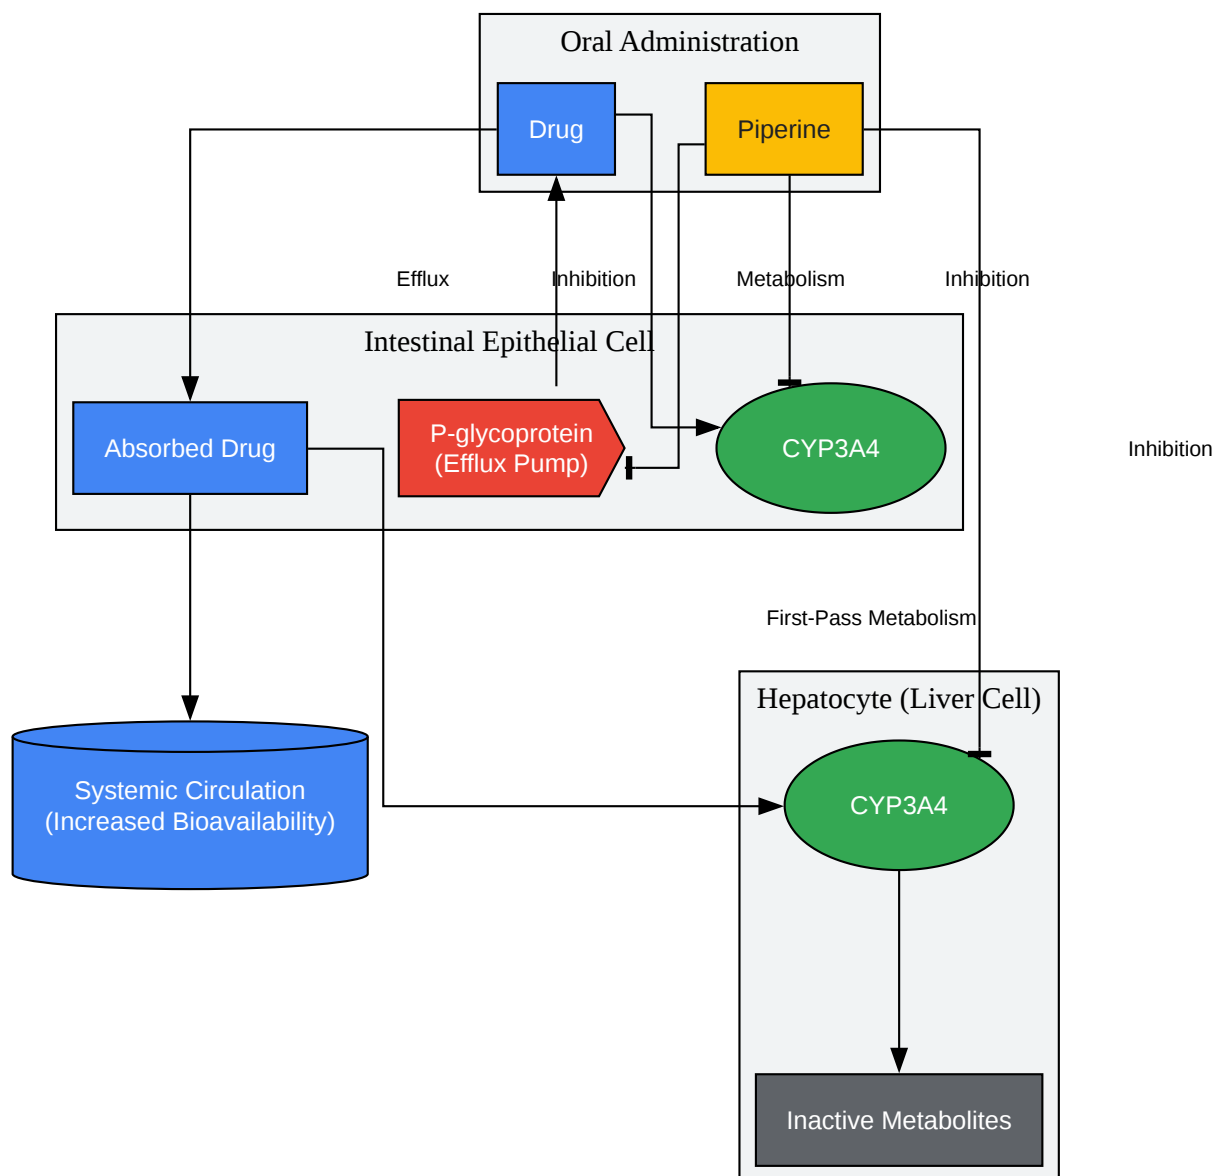 Oral Administration
Drug
Piperine
Efflux
Inhibition
Metabolism
Inhibition
Intestinal Epithelial Cell
Absorbed Drug
P-glycoprotein
(Efflux Pump)
CYP3A4
Inhibition
First-Pass Metabolism
Hepatocyte (Liver Cell)
Systemic Circulation
(Increased Bioavailability)
CYP3A4
Inactive Metabolites